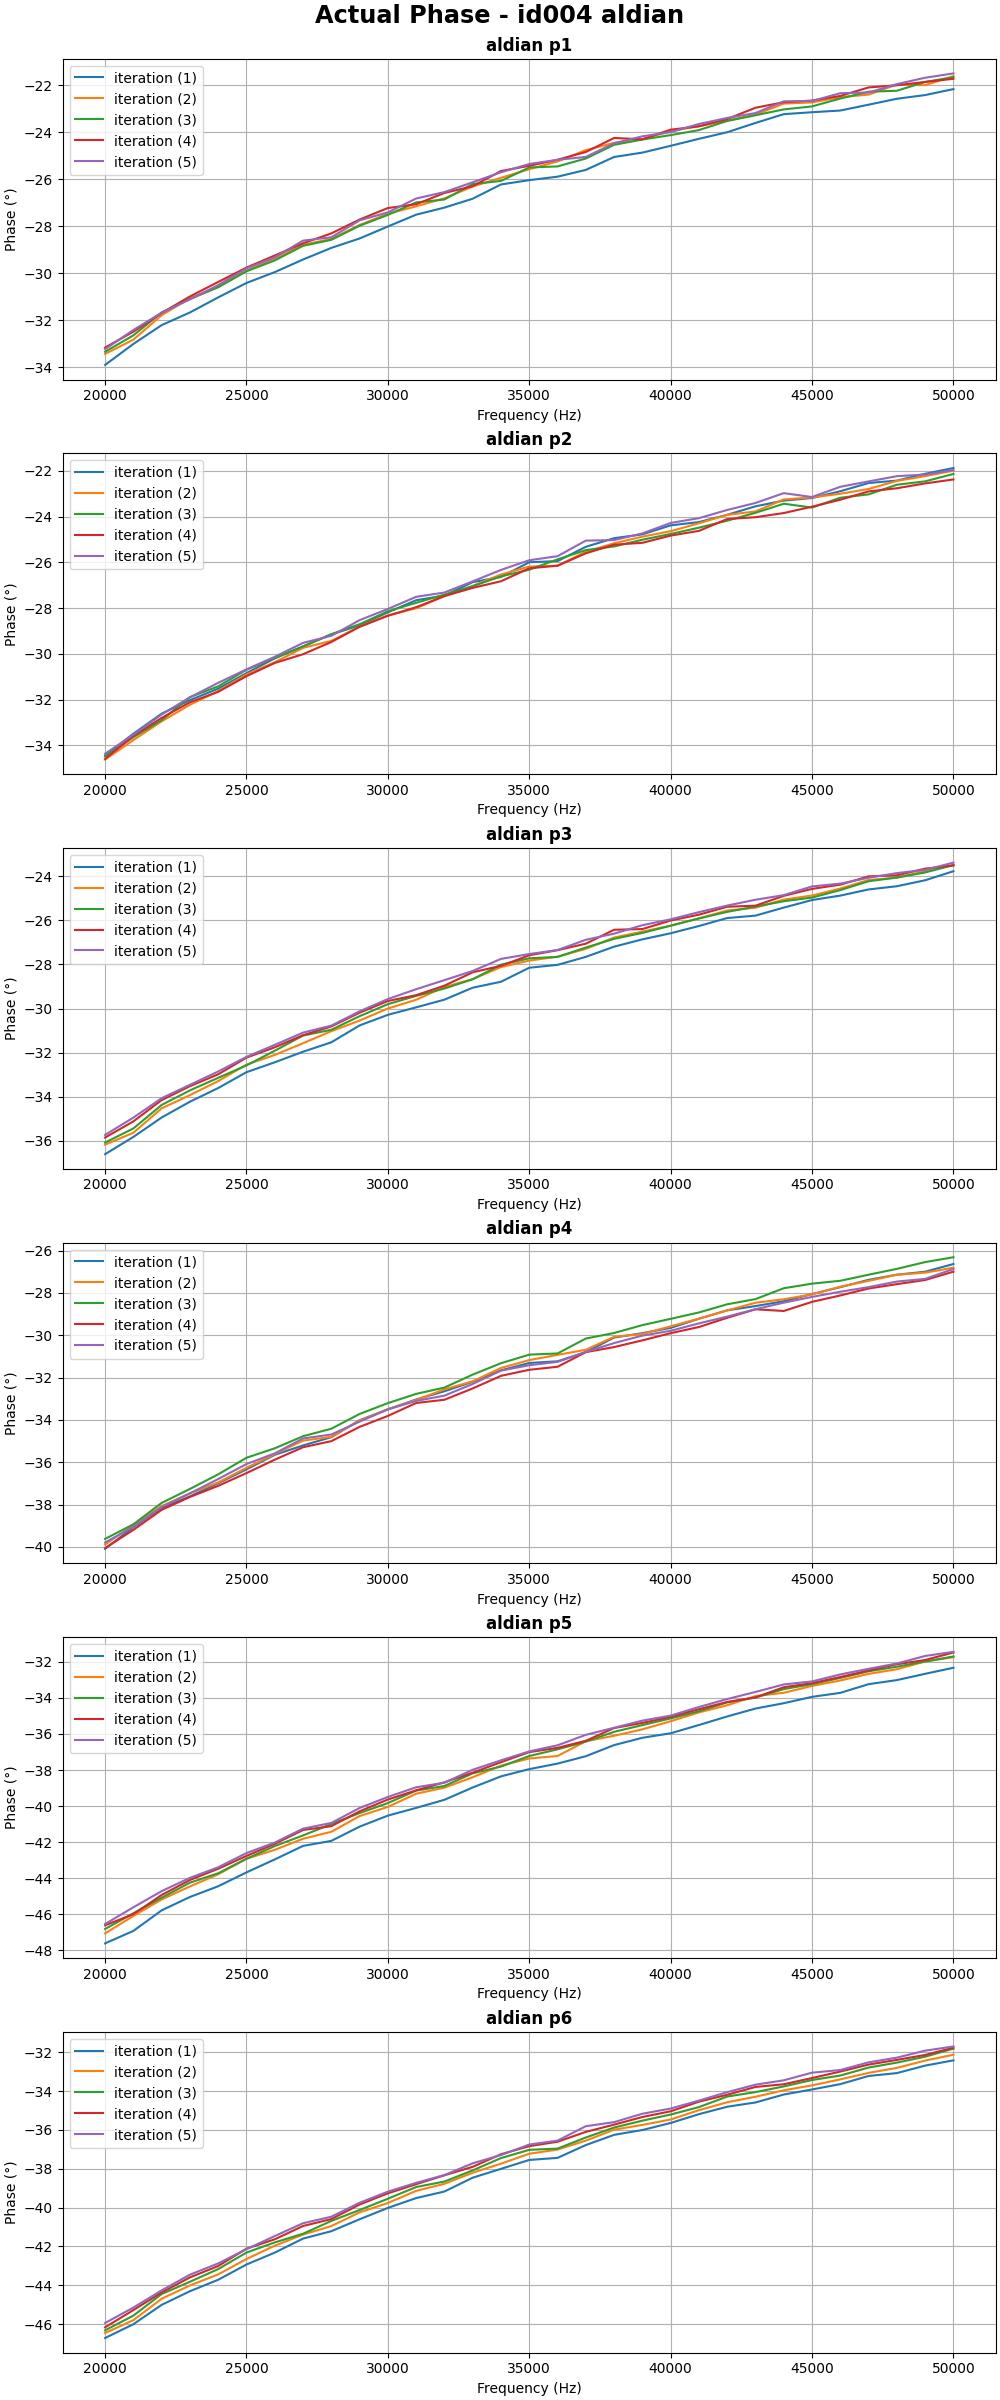 Actual Phase - id004 aldian
aldian p1
iteration (1)
iteration (2)
iteration (3)
iteration (4)
iteration (5)
Phase (°)
−22
−24
−26
−28
−30
−32
−34
20000 25000 30000 35000 40000 45000 50000
Frequency (Hz)
aldian p2
iteration (1)
iteration (2)
iteration (3)
iteration (4)
iteration (5)
Phase (°)
−22
−24
−26
−28
−30
−32
−34
20000 25000 30000 35000 40000 45000 50000
Frequency (Hz)
aldian p3
iteration (1)
iteration (2)
iteration (3)
iteration (4)
iteration (5)
Phase (°)
−24
−26
−28
−30
−32
−34
−36
20000 25000 30000 35000 40000 45000 50000
Frequency (Hz)
aldian p4
iteration (1)
iteration (2)
iteration (3)
iteration (4)
iteration (5)
Phase (°)
−26
−28
−30
−32
−34
−36
−38
−40
20000 25000 30000 35000 40000 45000 50000
Frequency (Hz)
aldian p5
iteration (1)
iteration (2)
iteration (3)
iteration (4)
iteration (5)
Phase (°)
−32
−34
−36
−38
−40
−42
−44
−46
−48
20000 25000 30000 35000 40000 45000 50000
Frequency (Hz)
aldian p6
iteration (1)
iteration (2)
iteration (3)
iteration (4)
iteration (5)
Phase (°)
−32
−34
−36
−38
−40
−42
−44
−46
20000 25000 30000 35000 40000 45000 50000
Frequency (Hz)